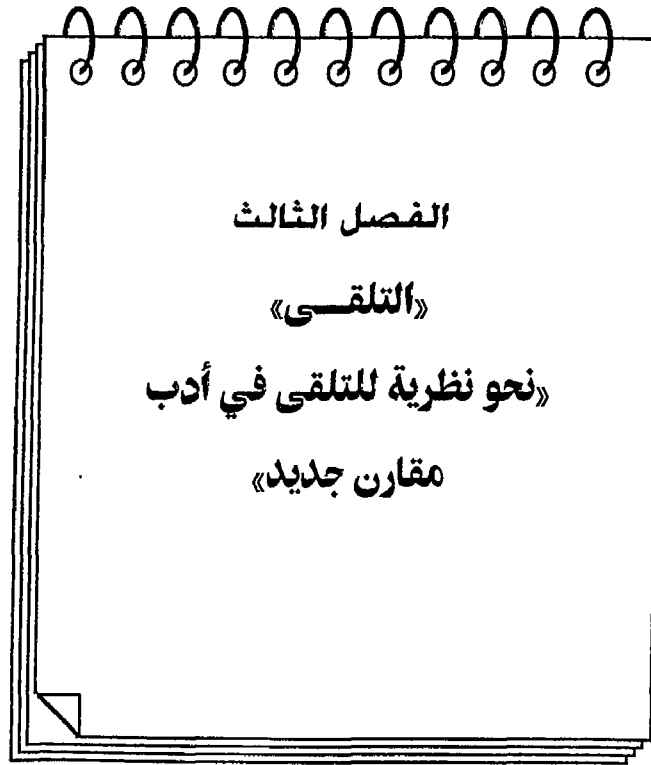 الفصل الثالث
«التلقـــى»
«نحو نظرية للتلقى في أدب
مقارن جديد»